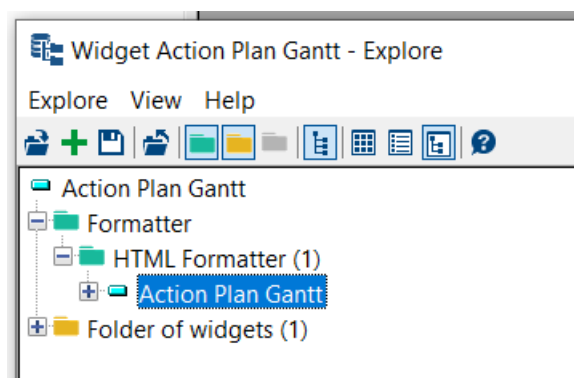 Widget Action Plan Gantt - Explore
Explore View Help
Action Plan Gantt
Formatter
HTML Formatter (1)
Action Plan Gantt
Folder of widgets (1)